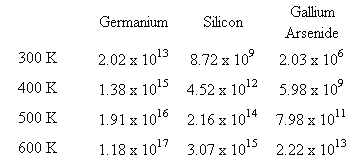 Germanium Silicon Gallium Arsenide
300 K 2.02 x 10^13 8.72 x 10^9 2.03 x 10^6
400 K 1.38 x 10^15 4.52 x 10^12 5.98 x 10^9
500 K 1.91 x 10^16 2.16 x 10^14 7.98 x 10^11
600 K 1.18 x 10^17 3.07 x 10^15 2.22 x 10^13